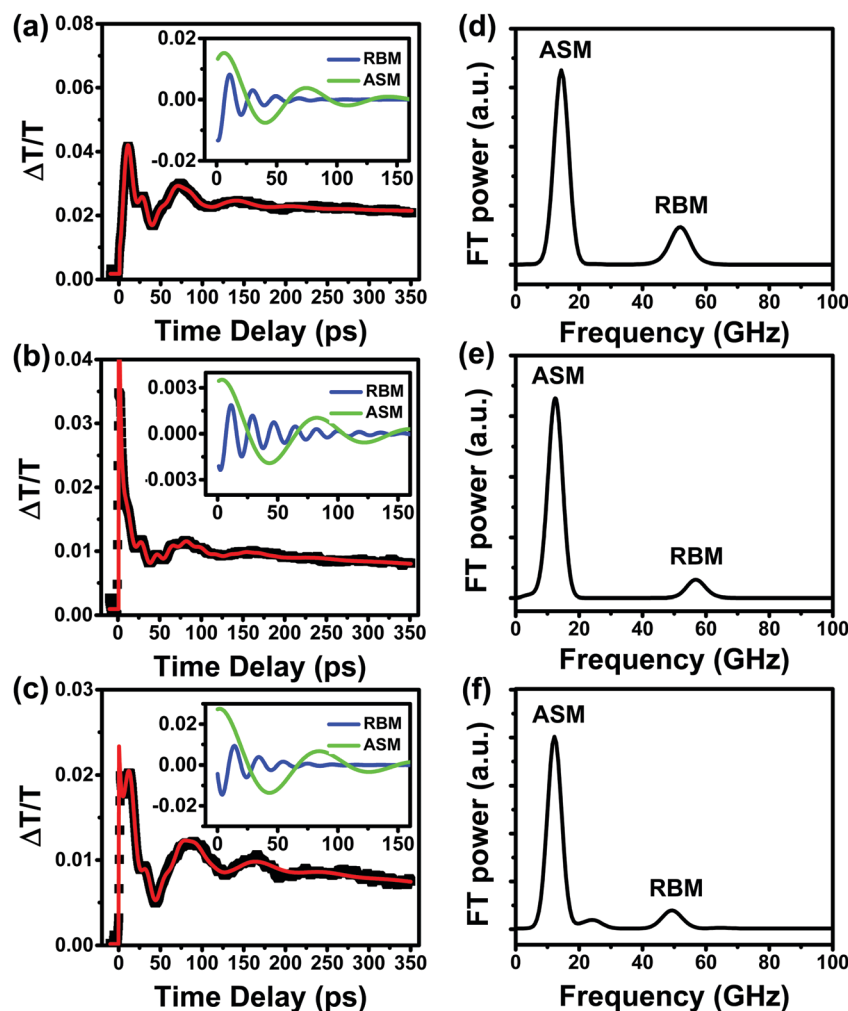 (a)
0.08
0.06
0.04
0.02
0.00
ΔT/T
0 50 100 150 200 250 300 350
Time Delay (ps)
0.02
0.00
-0.02
0 50 100 150
RBM
ASM
(d)
ASM
RBM
FT power (a.u.)
0 20 40 60 80 100
Frequency (GHz)
(b)
0.04
0.03
0.02
0.01
0.00
ΔT/T
0 50 100 150 200 250 300 350
Time Delay (ps)
0.003
0.000
-0.003
0 50 100 150
RBM
ASM
(e)
ASM
RBM
FT power (a.u.)
0 20 40 60 80 100
Frequency (GHz)
(c)
0.03
0.02
0.01
0.00
ΔT/T
0 50 100 150 200 250 300 350
Time Delay (ps)
0.02
0.00
-0.02
0 50 100 150
RBM
ASM
(f)
ASM
RBM
FT power (a.u.)
0 20 40 60 80 100
Frequency (GHz)